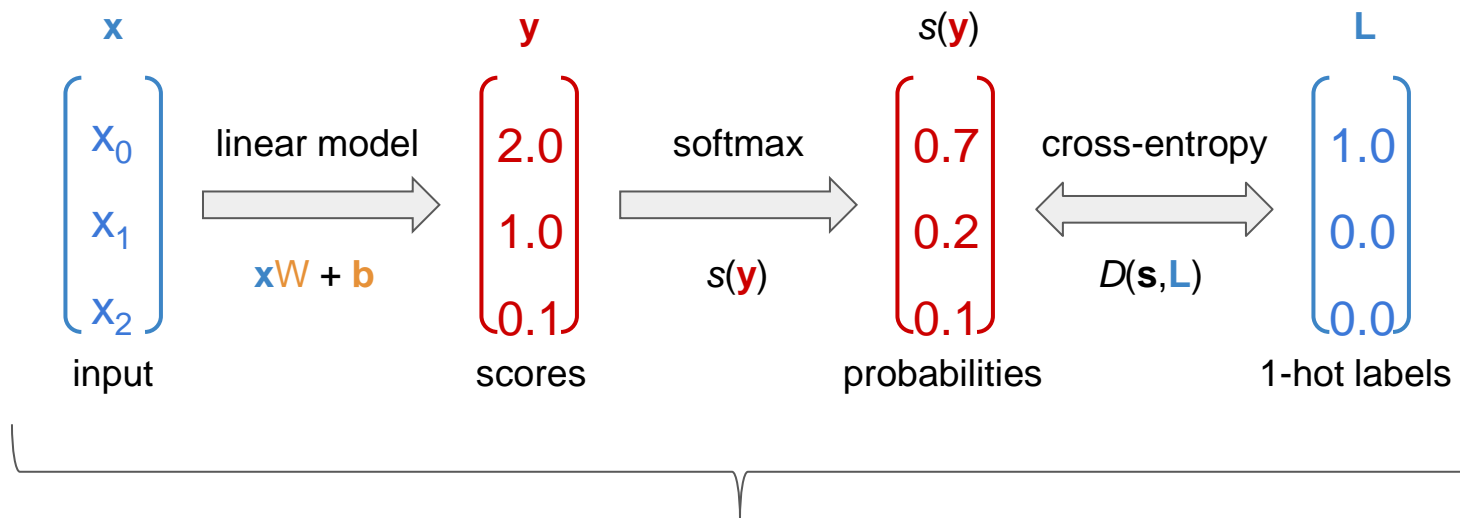 x y s(y) L
x0 linear model 2.0 softmax 0.7 cross-entropy 1.0
x1 1.0 0.2 0.0
xW + b s(y) D(s,L)
x2 0.1 0.1 0.0
input scores probabilities 1-hot labels